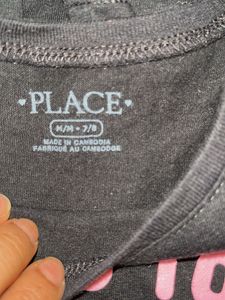 PLACE
M/M • 7/8
MADE IN CAMBODIA
FABRIQUÉ AU CAMBODGE